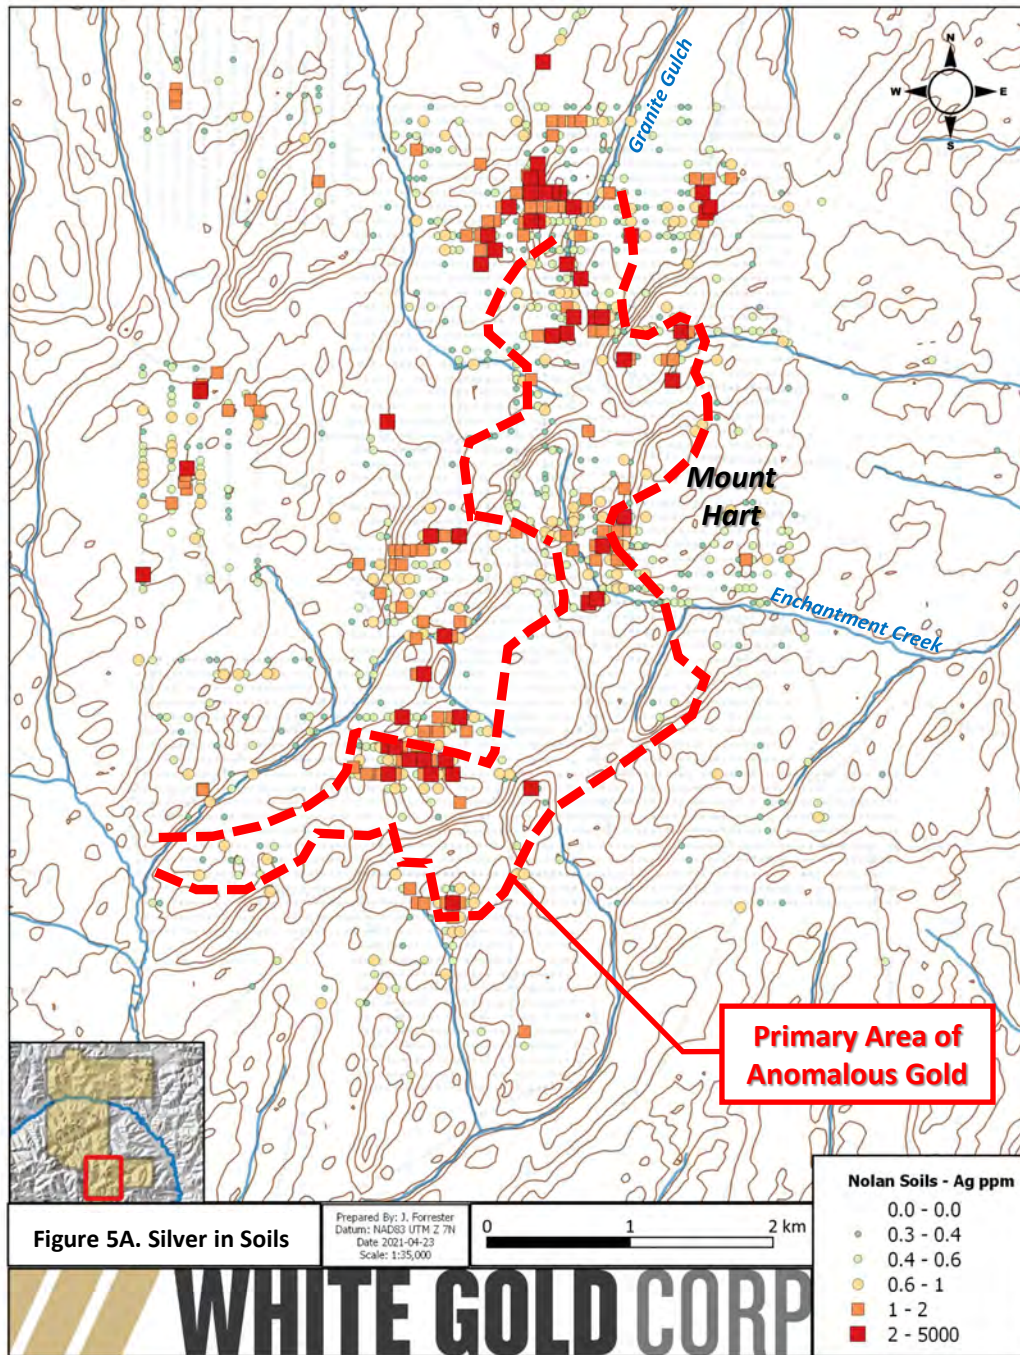 N
W
E
S
Granite Gulch
Mount
Hart
Enchantment Creek
Primary Area of
Anomalous Gold
Nolan Soils - Ag ppm
0.0 - 0.0
0.3 - 0.4
0.4 - 0.6
0.6 - 1
1 - 2
2 - 5000
Figure 5A. Silver in Soils
Prepared By: J. Forrester
Datum: NAD83 UTM Z 7N
Date 2021-04-23
Scale: 1:35,000
0 1 2 km
WHITE GOLD CORP